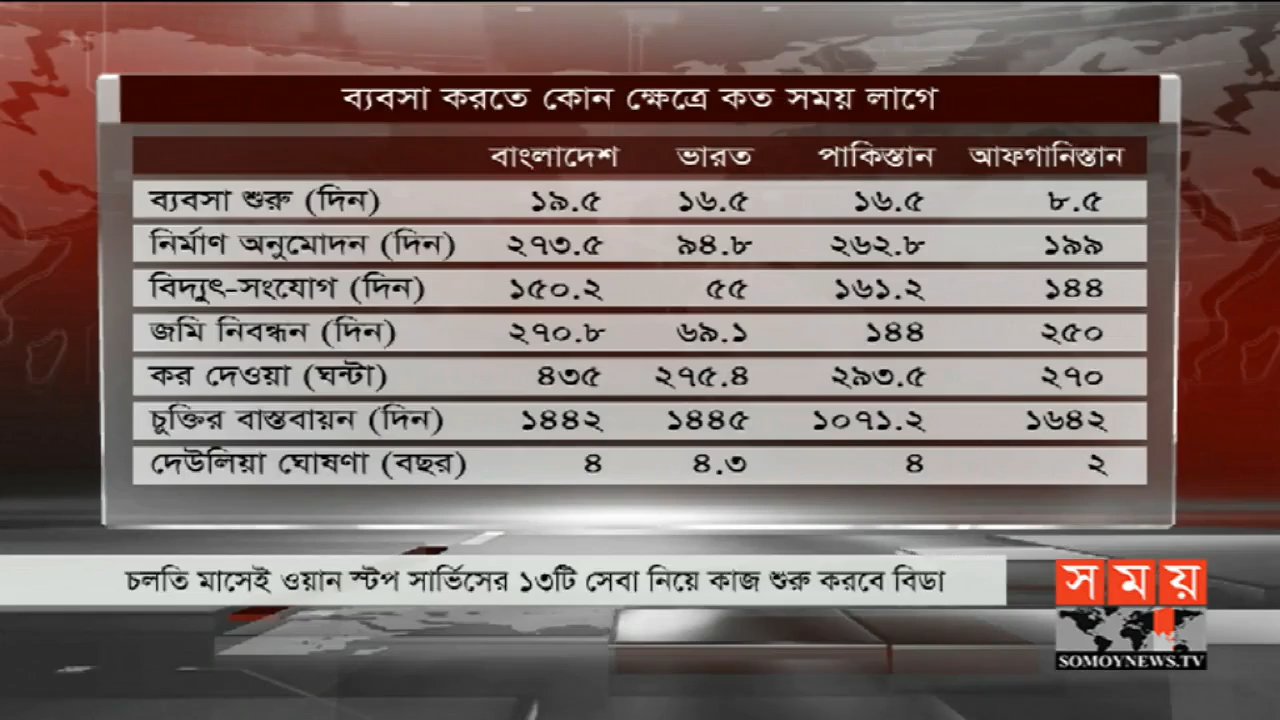 ব্যবসা করতে কোন ক্ষেত্রে কত সময় লাগে
বাংলাদেশ ভারত পাকিস্তান আফগানিস্তান
ব্যবসা শুরু (দিন) ১৯.৫ ১৬.৫ ১৬.৫ ৮.৫
নির্মাণ অনুমোদন (দিন) ২৭৩.৫ ৯৪.৮ ২৬২.৮ ১৯৯
বিদ্যুৎ-সংযোগ (দিন) ১৫০.২ ৫৫ ১৬১.২ ১৪৪
জমি নিবন্ধন (দিন) ২৭০.৮ ৬৯.১ ১৪৪ ২৫০
কর দেওয়া (ঘন্টা) ৪৩৫ ২৭৫.৪ ২৯৩.৫ ২৭০
চুক্তির বাস্তবায়ন (দিন) ১৪৪২ ১৪৪৫ ১০৭১.২ ১৬৪২
দেউলিয়া ঘোষণা (বছর) ৪ ৪.৩ ৪ ২
চলতি মাসেই ওয়ান স্টপ সার্ভিসের ১৩টি সেবা নিয়ে কাজ শুরু করবে বিডা
সময়
SOMOYNEWS.TV